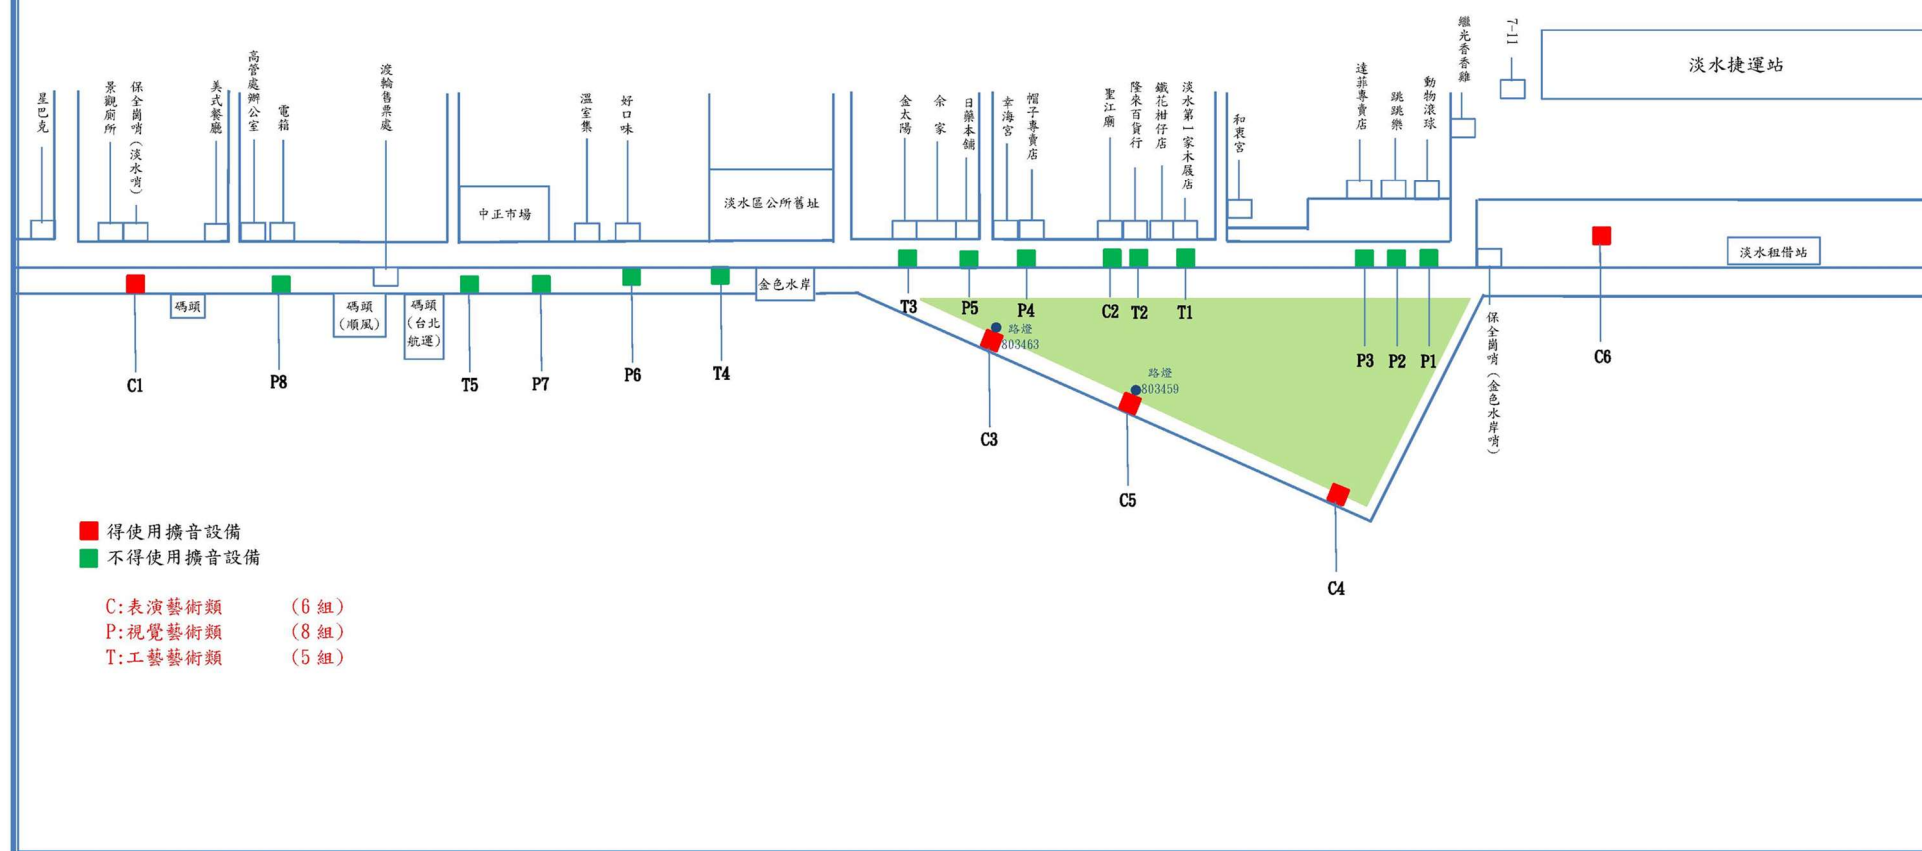 星巴克
景觀廁所
保全崗哨(淡水哨)
美式餐廳
高管處辦公室
電箱
渡輪售票處
中正市場
溫室集
好口味
淡水區公所舊址
金太陽
余家
日藥本舖
幸海宮
帽子專賣店
聖江廟
隆來百貨行
鐵花柑仔店
淡水第1家木屐店
和衷宮
達菲專賣店
跳跳樂
動物滾球
繼光香香雞
7-11
淡水捷運站
淡水租借站
碼頭
碼頭
(順風)
碼頭
(台北
航運)
金色水岸
保全崗哨(金色水岸哨)
C1
P8
T5
P7
P6
T4
T3
P5
P4
C2
T2
T1
P3
P2
P1
C6
路燈
803463
路燈
803459
C3
C5
C4
得使用擴音設備
不得使用擴音設備
C:表演藝術類 (6組)
P:視覺藝術類 (8組)
T:工藝藝術類 (5組)